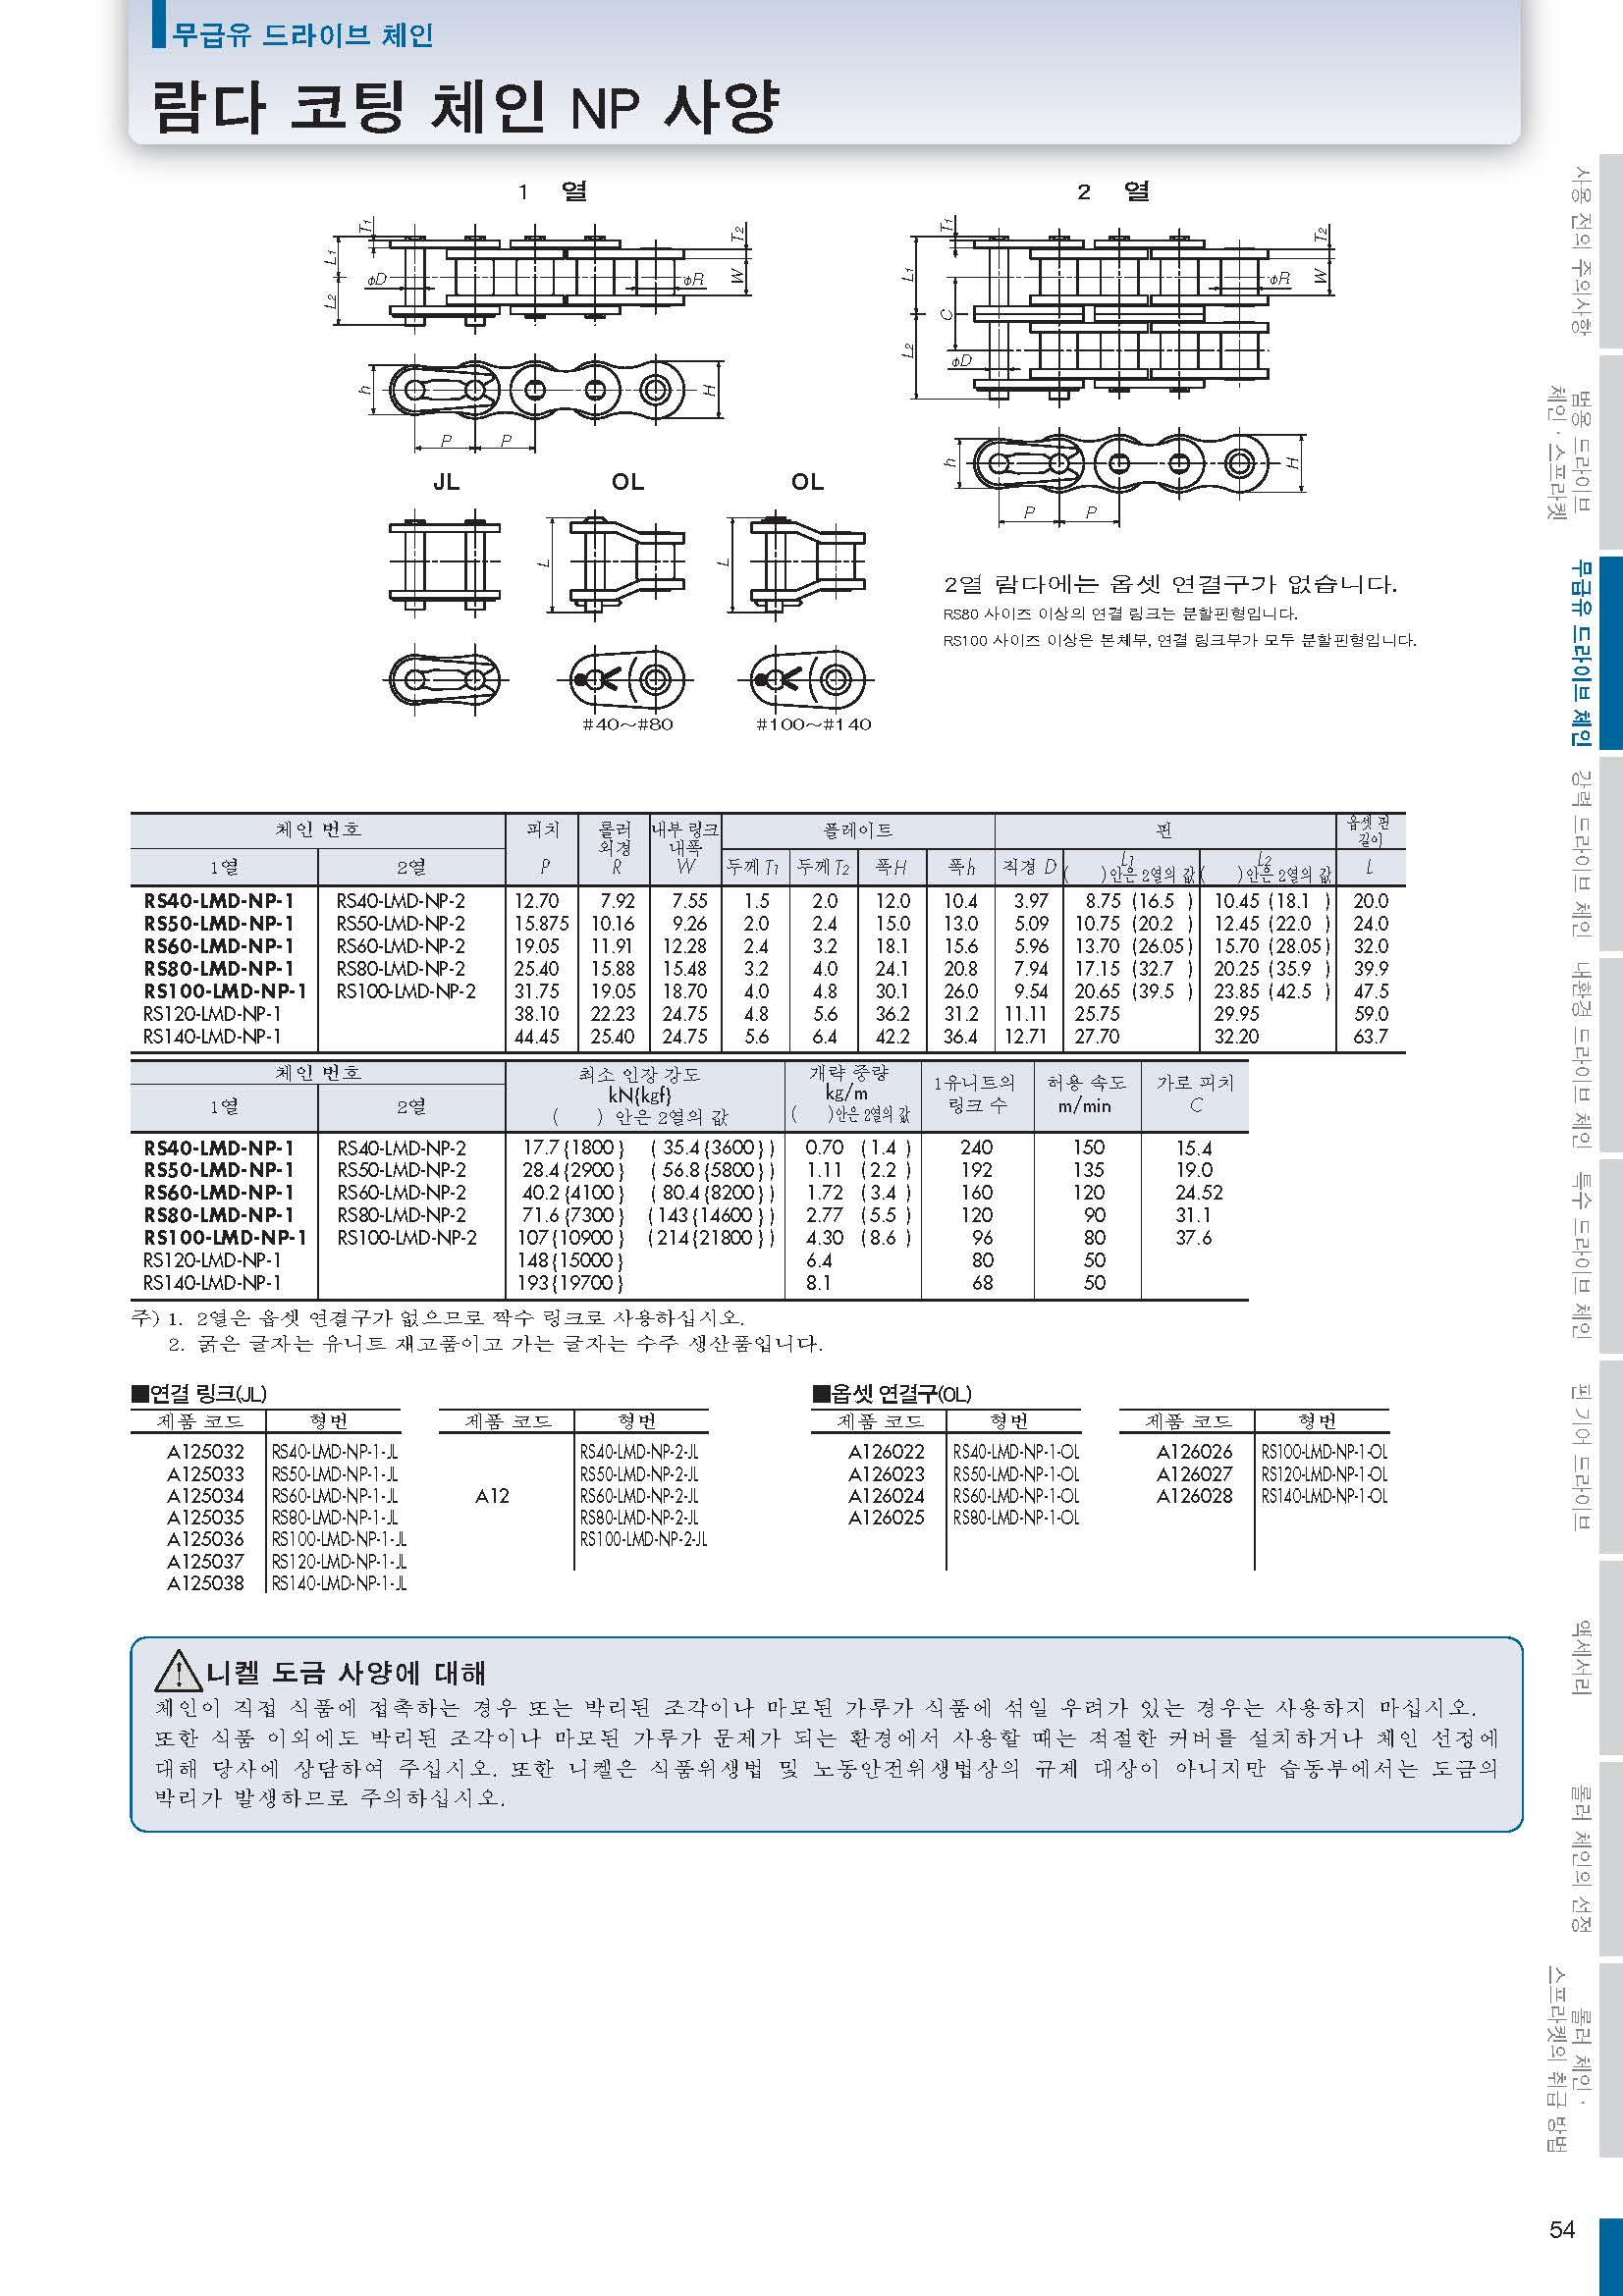 무급유 드라이브 체인
람다 코팅 체인 NP 사양
1 열
2 열
T1
L1
L2
φD
T2
W
φR
h
H
P P
T1
L1
C
L2
φD
T2
W
φR
h
H
P P
JL OL OL
L
L
#40～#80 #100～#140
2열 람다에는 옵셋 연결구가 없습니다.
RS80 사이즈 이상의 연결 링크는 분할핀형입니다.
RS100 사이즈 이상은 본체부, 연결 링크부가 모두 분할핀형입니다.
체인 번호 피치 롤러 외경 내부 링크 내폭 플레이트 핀 옵셋 핀 길이
1열 2열 P R W 두께 T1 두께 T2 폭H 폭h 직경 D L1 ( )안은 2열의 값 L2 ( )안은 2열의 값 L
RS40-LMD-NP-1 RS40-LMD-NP-2 12.70 7.92 7.55 1.5 2.0 12.0 10.4 3.97 8.75 (16.5 ) 10.45 (18.1 ) 20.0
RS50-LMD-NP-1 RS50-LMD-NP-2 15.875 10.16 9.26 2.0 2.4 15.0 13.0 5.09 10.75 (20.2 ) 12.45 (22.0 ) 24.0
RS60-LMD-NP-1 RS60-LMD-NP-2 19.05 11.91 12.28 2.4 3.2 18.1 15.6 5.96 13.70 (26.05) 15.70 (28.05) 32.0
RS80-LMD-NP-1 RS80-LMD-NP-2 25.40 15.88 15.48 3.2 4.0 24.1 20.8 7.94 17.15 (32.7 ) 20.25 (35.9 ) 39.9
RS100-LMD-NP-1 RS100-LMD-NP-2 31.75 19.05 18.70 4.0 4.8 30.1 26.0 9.54 20.65 (39.5 ) 23.85 (42.5 ) 47.5
RS120-LMD-NP-1 38.10 22.23 24.75 4.8 5.6 36.2 31.2 11.11 25.75 29.95 59.0
RS140-LMD-NP-1 44.45 25.40 24.75 5.6 6.4 42.2 36.4 12.71 27.70 32.20 63.7
체인 번호 최소 인장 강도 kN{kgf} ( ) 안은 2열의 값 개략 중량 kg/m ( )안은 2열의 값 1유니트의 링크 수 허용 속도 m/min 가로 피치 C
1열 2열
RS40-LMD-NP-1 RS40-LMD-NP-2 17.7{1800} ( 35.4{3600}) 0.70 (1.4 ) 240 150 15.4
RS50-LMD-NP-1 RS50-LMD-NP-2 28.4{2900} ( 56.8{5800}) 1.11 (2.2 ) 192 135 19.0
RS60-LMD-NP-1 RS60-LMD-NP-2 40.2{4100} ( 80.4{8200}) 1.72 (3.4 ) 160 120 24.52
RS80-LMD-NP-1 RS80-LMD-NP-2 71.6{7300} (143{14600}) 2.77 (5.5 ) 120 90 31.1
RS100-LMD-NP-1 RS100-LMD-NP-2 107{10900} (214{21800}) 4.30 (8.6 ) 96 80 37.6
RS120-LMD-NP-1 148{15000} 6.4 80 50
RS140-LMD-NP-1 193{19700} 8.1 68 50
주) 1. 2열은 옵셋 연결구가 없으므로 짝수 링크로 사용하십시오.
2. 굵은 글자는 유니트 재고품이고 가는 글자는 수주 생산품입니다.
■연결 링크(JL) ■옵셋 연결구(OL)
제품 코드 형번 제품 코드 형번 제품 코드 형번 제품 코드 형번
A125032 RS40-LMD-NP-1-JL RS40-LMD-NP-2-JL A126022 RS40-LMD-NP-1-OL A126026 RS100-LMD-NP-1-OL
A125033 RS50-LMD-NP-1-JL RS50-LMD-NP-2-JL A126023 RS50-LMD-NP-1-OL A126027 RS120-LMD-NP-1-OL
A125034 RS60-LMD-NP-1-JL A12 RS60-LMD-NP-2-JL A126024 RS60-LMD-NP-1-OL A126028 RS140-LMD-NP-1-OL
A125035 RS80-LMD-NP-1-JL RS80-LMD-NP-2-JL A126025 RS80-LMD-NP-1-OL
A125036 RS100-LMD-NP-1-JL RS100-LMD-NP-2-JL
A125037 RS120-LMD-NP-1-JL
A125038 RS140-LMD-NP-1-JL
니켈 도금 사양에 대해
체인이 직접 식품에 접촉하는 경우 또는 박리된 조각이나 마모된 가루가 식품에 섞일 우려가 있는 경우는 사용하지 마십시오.
또한 식품 이외에도 박리된 조각이나 마모된 가루가 문제가 되는 환경에서 사용할 때는 적절한 커버를 설치하거나 체인 선정에
대해 당사에 상담하여 주십시오. 또한 니켈은 식품위생법 및 노동안전위생법상의 규제 대상이 아니지만 습동부에서는 도금의
박리가 발생하므로 주의하십시오.
사용 전의 주의사항
범용 드라이브
체인 · 스프라켓
무급유 드라이브 체인
강력 드라이브 체인
내환경 드라이브 체인
특수 드라이브 체인
핀 기어 드라이브
액세서리
롤러 체인의 선정
롤러 체인 ·
스프라켓의 취급 방법
54